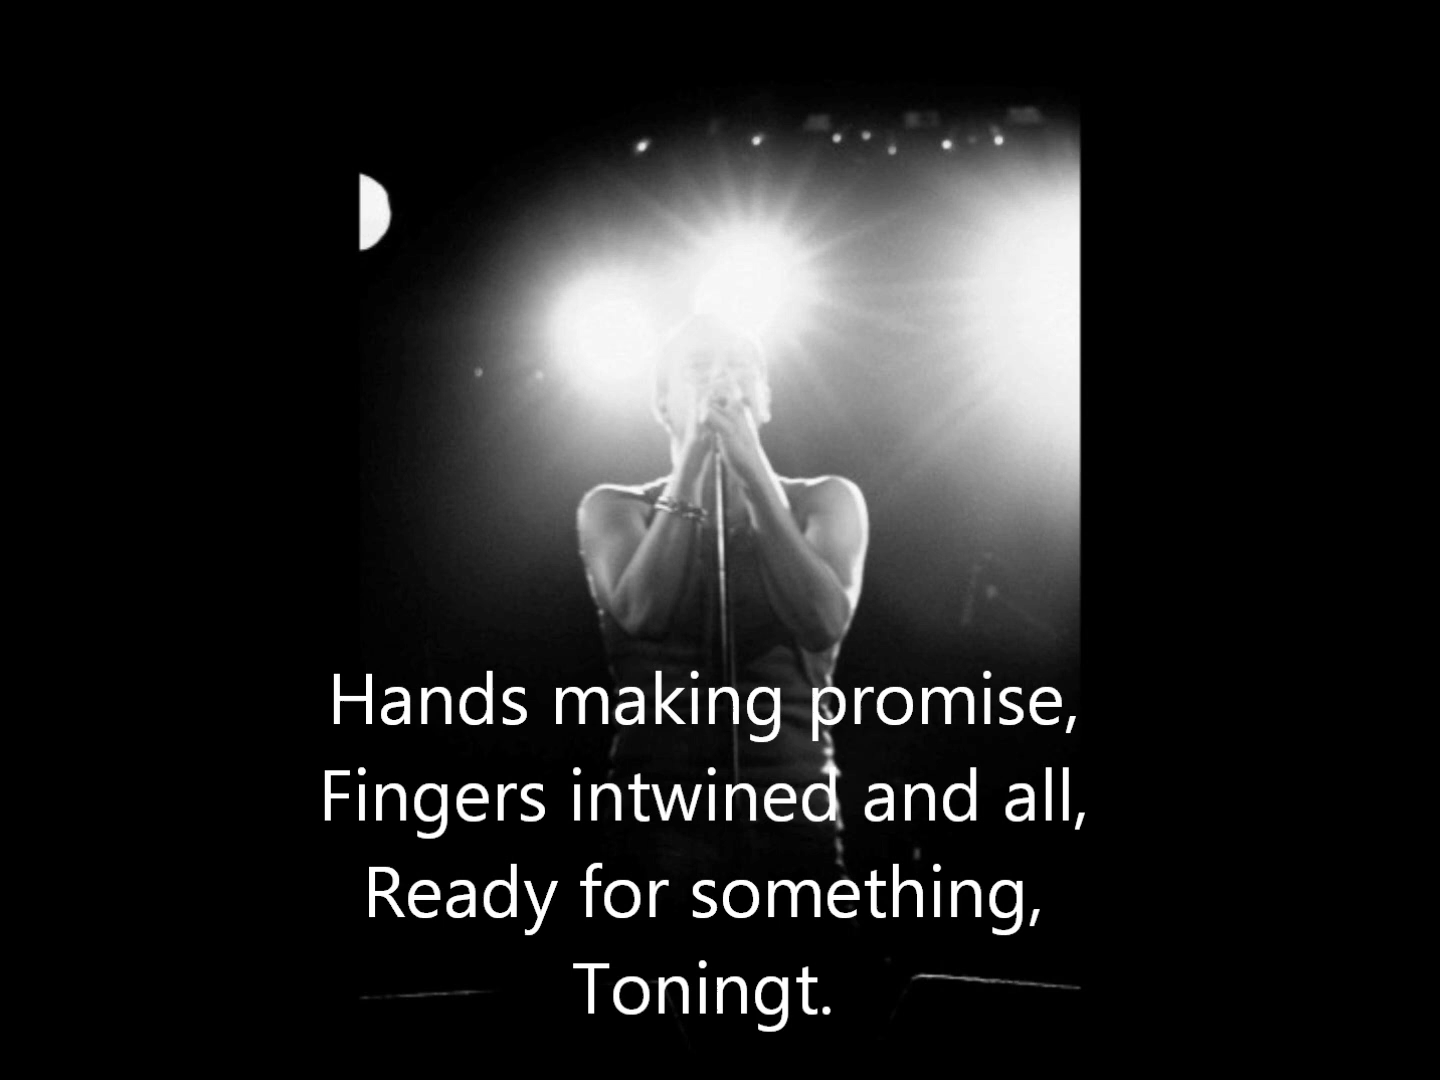 Hands making promise,
Fingers intwined and all,
Ready for something,
Toningt.